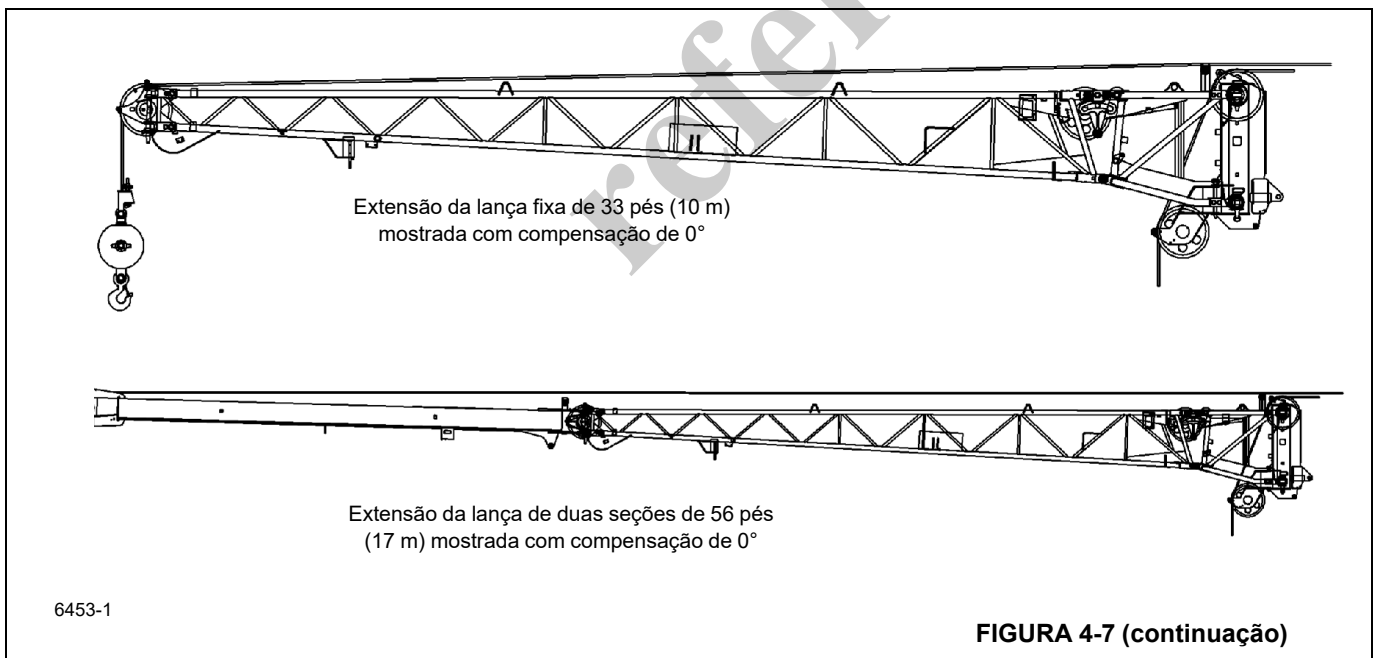 Extensão da lança fixa de 33 pés (10 m)
mostrada com compensação de 0°
Extensão da lança de duas seções de 56 pés
(17 m) mostrada com compensação de 0°
6453-1
FIGURA 4-7 (continuação)